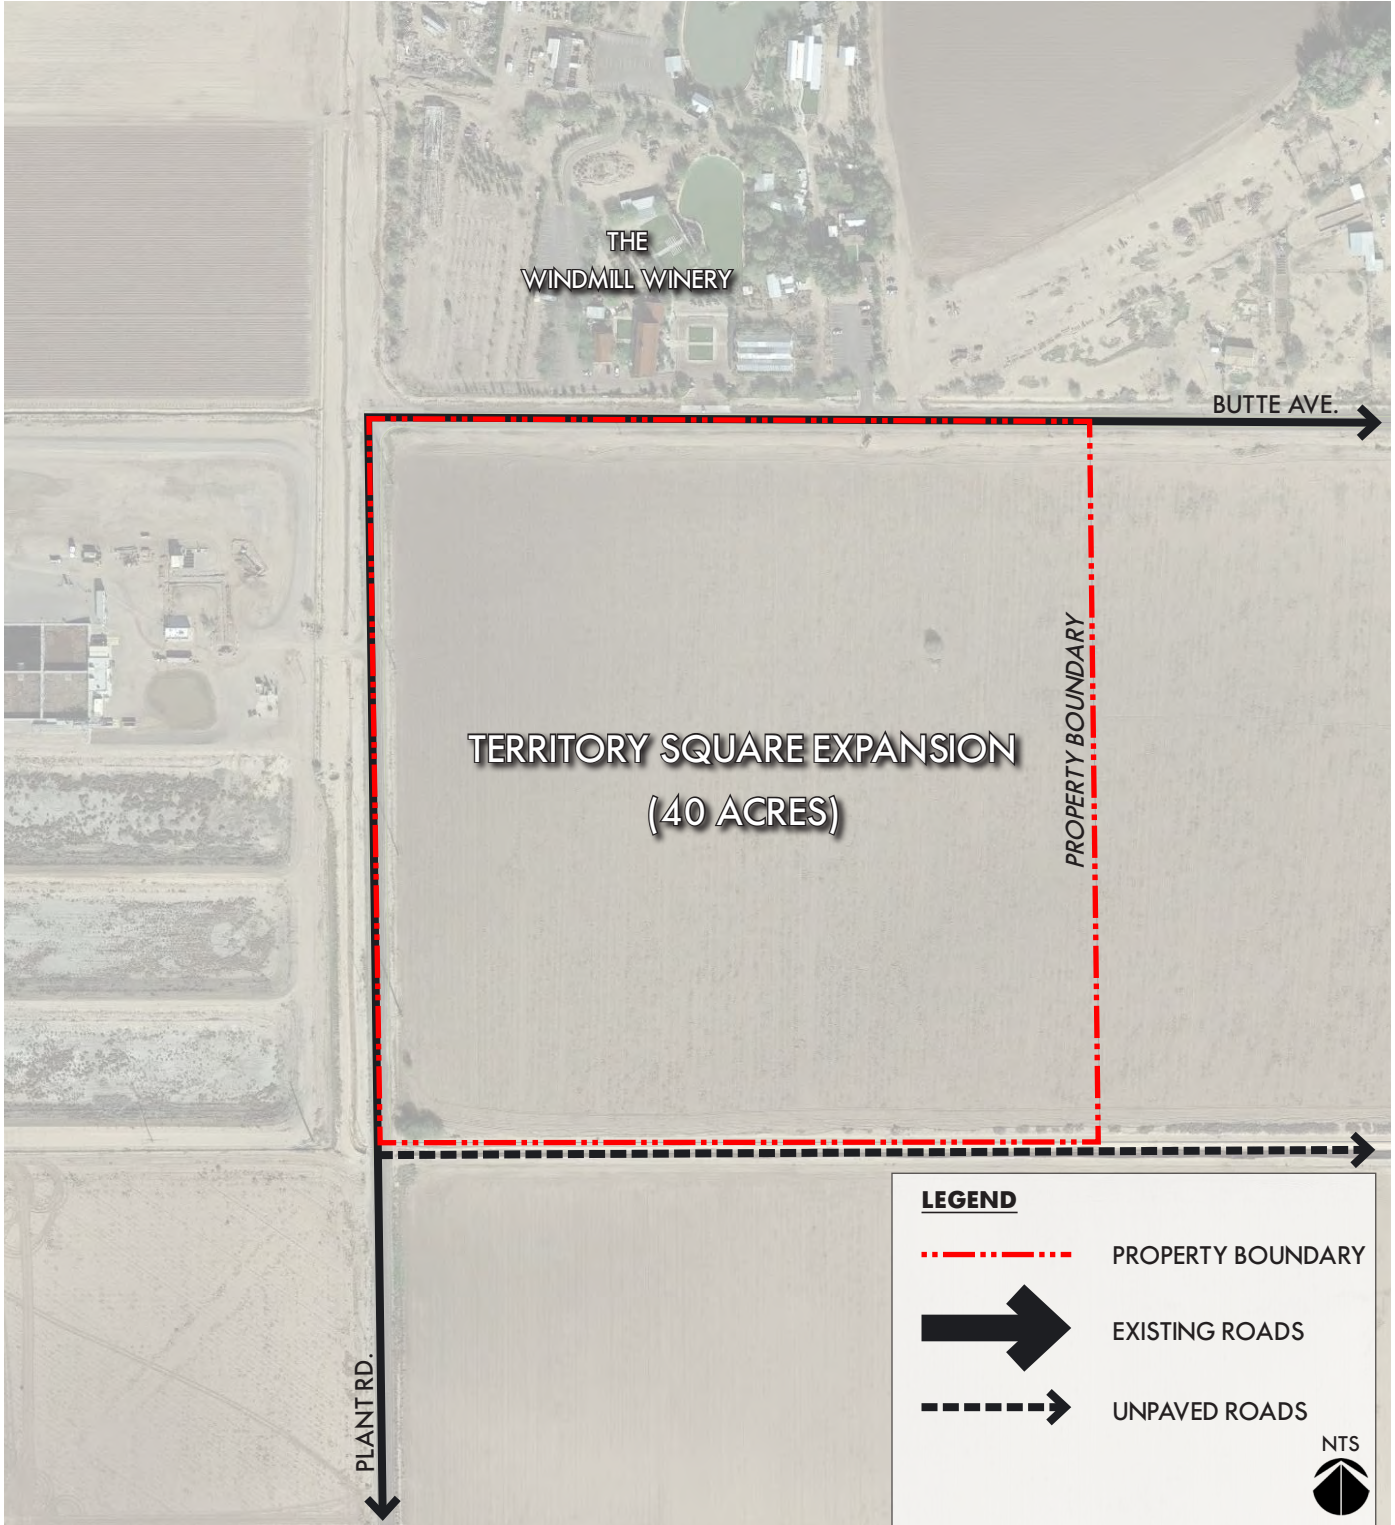 THE
WINDMILL WINERY
BUTTE AVE.
PROPERTY BOUNDARY
TERRITORY SQUARE EXPANSION
(40 ACRES)
PLANT RD.
LEGEND
PROPERTY BOUNDARY
EXISTING ROADS
UNPAVED ROADS
NTS